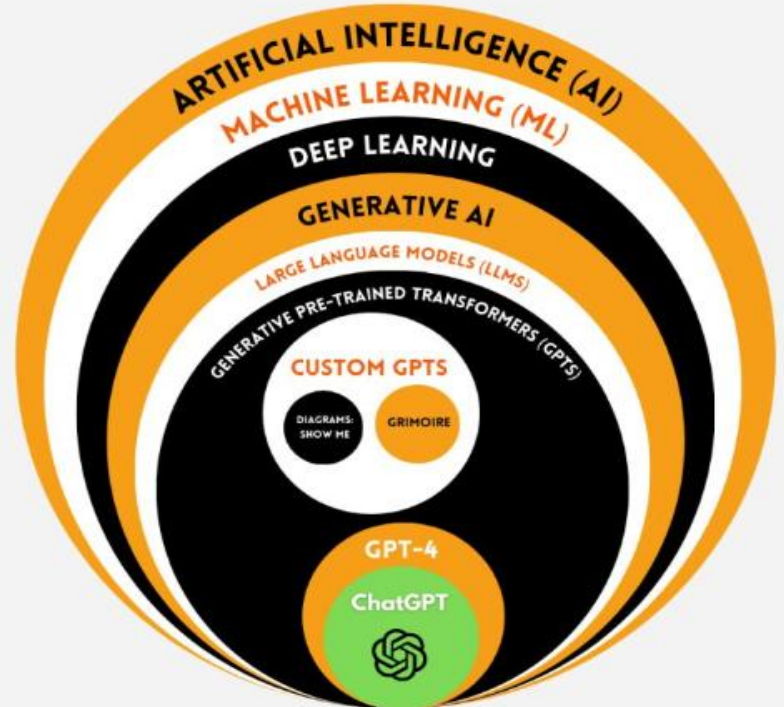 ARTIFICIAL INTELLIGENCE (AI)
MACHINE LEARNING (ML)
DEEP LEARNING
GENERATIVE AI
LARGE LANGUAGE MODELS (LLMS)
GENERATIVE PRE-TRAINED TRANSFORMERS (GPTS)
CUSTOM GPTS
DIAGRAMS:
SHOW ME
GRIMOIRE
GPT-4
ChatGPT